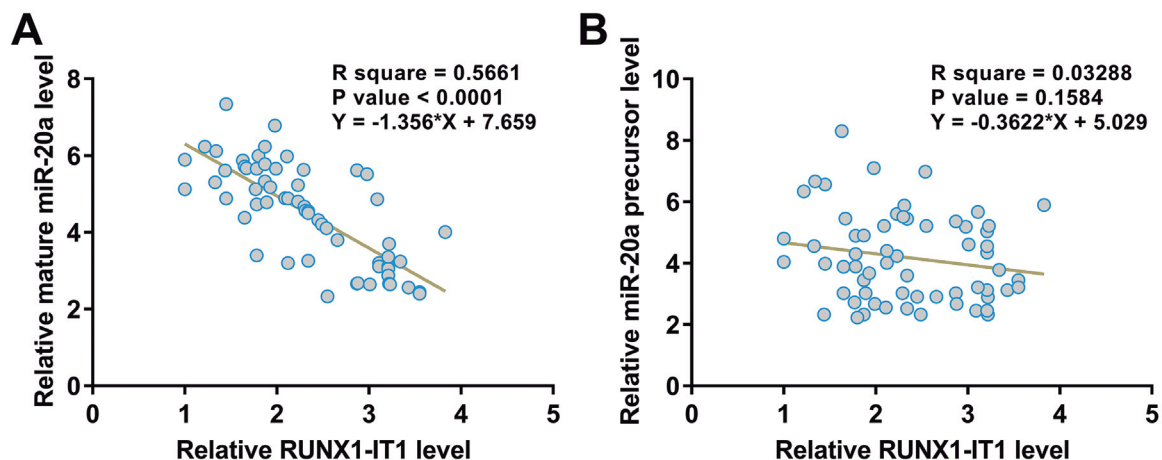 A
Relative mature miR-20a level
8
6
4
2
0
0 1 2 3 4 5
Relative RUNX1-IT1 level
R square = 0.5661
P value < 0.0001
Y = -1.356*X + 7.659
B
Relative miR-20a precursor level
10
8
6
4
2
0
0 1 2 3 4 5
Relative RUNX1-IT1 level
R square = 0.03288
P value = 0.1584
Y = -0.3622*X + 5.029